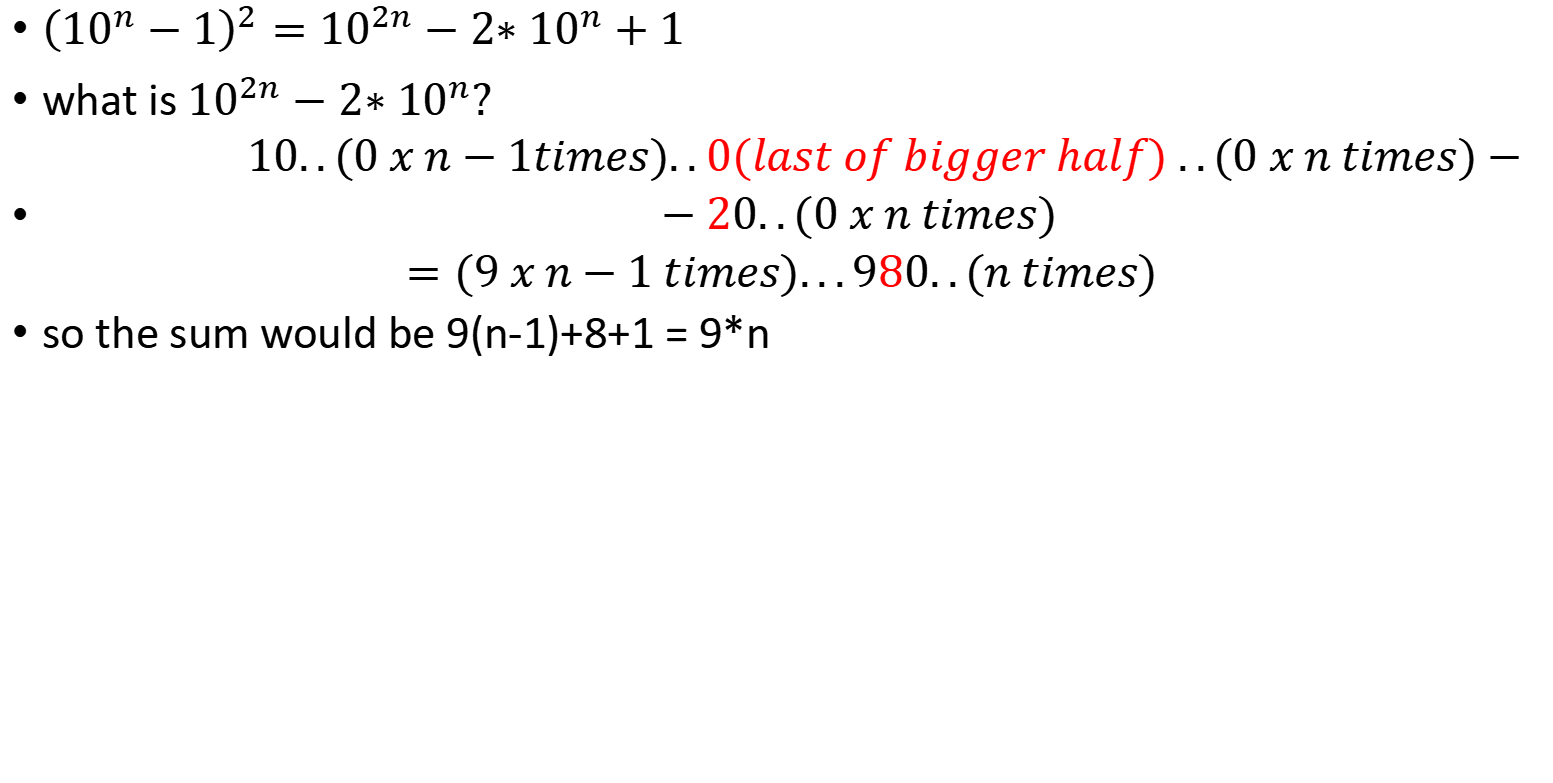 • (10ⁿ − 1)² = 10²ⁿ − 2∗ 10ⁿ + 1
• what is 10²ⁿ − 2∗ 10ⁿ?
10. . (0 x n − 1times). . 0(last of bigger half) . . (0 x n times) −
• − 20. . (0 x n times)
= (9 x n − 1 times). . . 980. . (n times)
• so the sum would be 9(n-1)+8+1 = 9*n